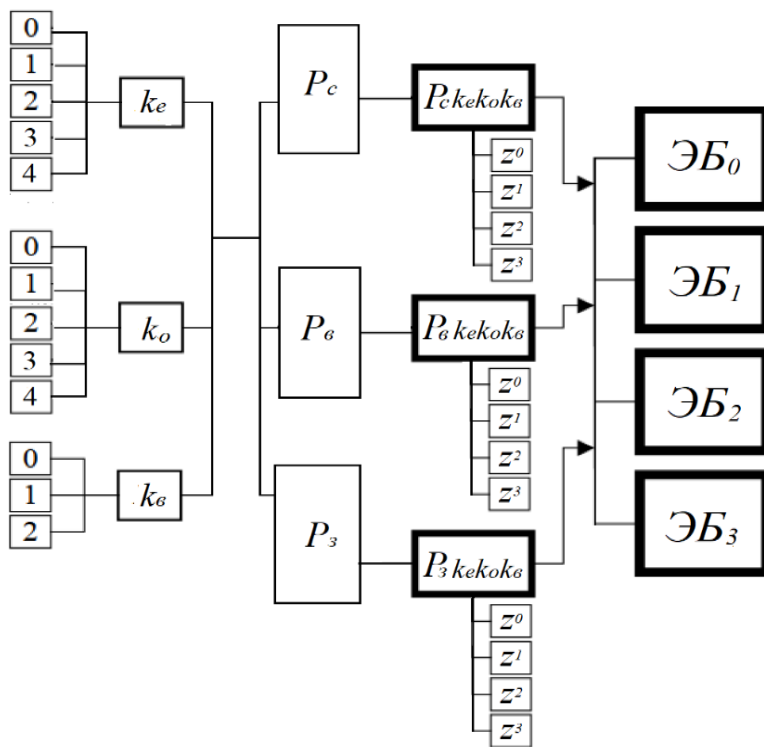 0
1
2
3
4
kе
0
1
2
3
4
kо
0
1
2
kв
Pс
Pс kеkоkв
z⁰
z¹
z²
z³
Pв
Pв kеkоkв
z⁰
z¹
z²
z³
Pз
Pз kеkоkв
z⁰
z¹
z²
z³
ЭБ₀
ЭБ₁
ЭБ₂
ЭБ₃